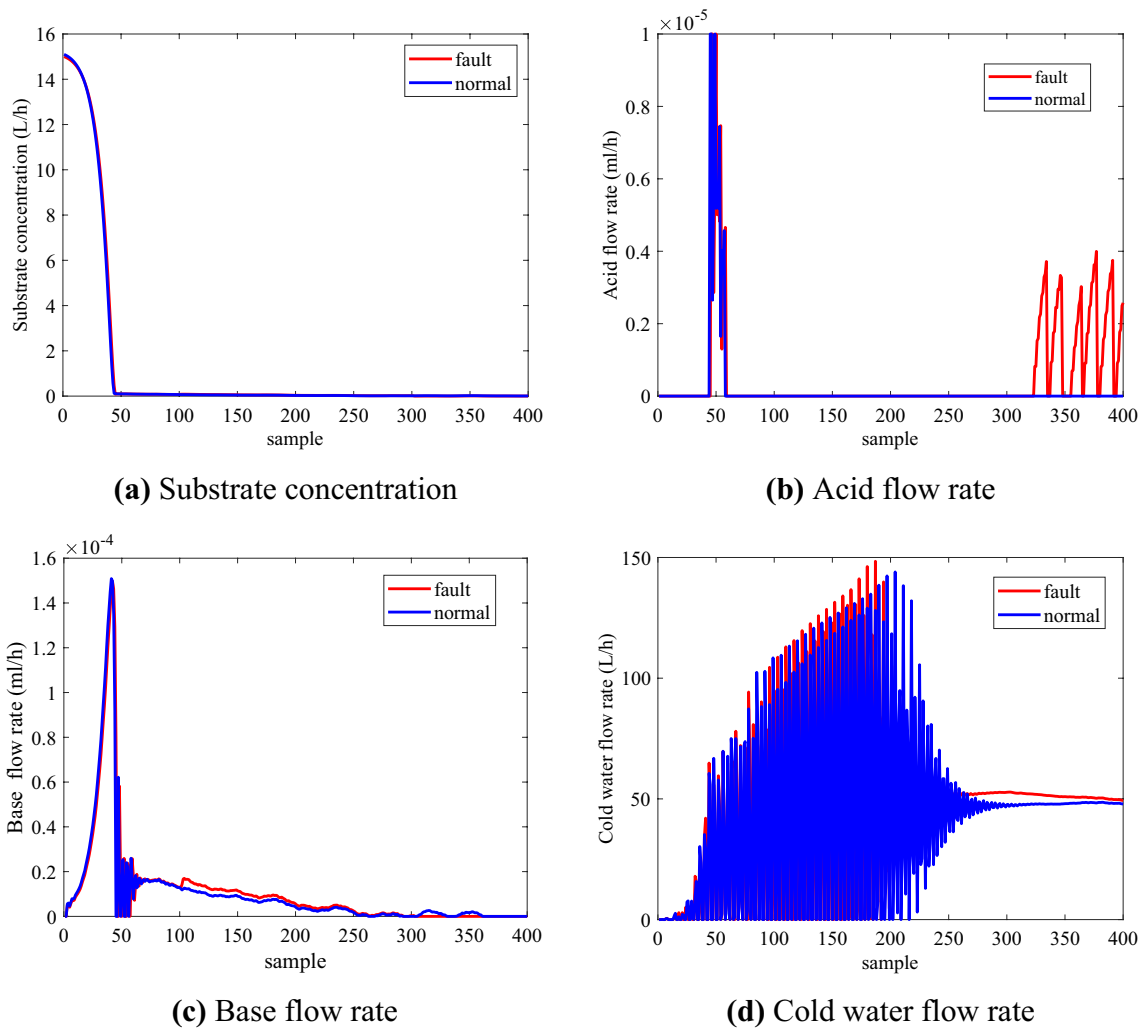 16
14
12
10
8
6
4
2
0
Substrate concentration (L/h)
fault
normal
0 50 100 150 200 250 300 350 400
sample
(a) Substrate concentration
×10⁻⁵
1
0.8
0.6
0.4
0.2
0
Acid flow rate (ml/h)
fault
normal
0 50 100 150 200 250 300 350 400
sample
(b) Acid flow rate
×10⁻⁴
1.6
1.4
1.2
1
0.8
0.6
0.4
0.2
0
Base flow rate (ml/h)
fault
normal
0 50 100 150 200 250 300 350 400
sample
(c) Base flow rate
150
100
50
0
Cold water flow rate (L/h)
fault
normal
0 50 100 150 200 250 300 350 400
sample
(d) Cold water flow rate